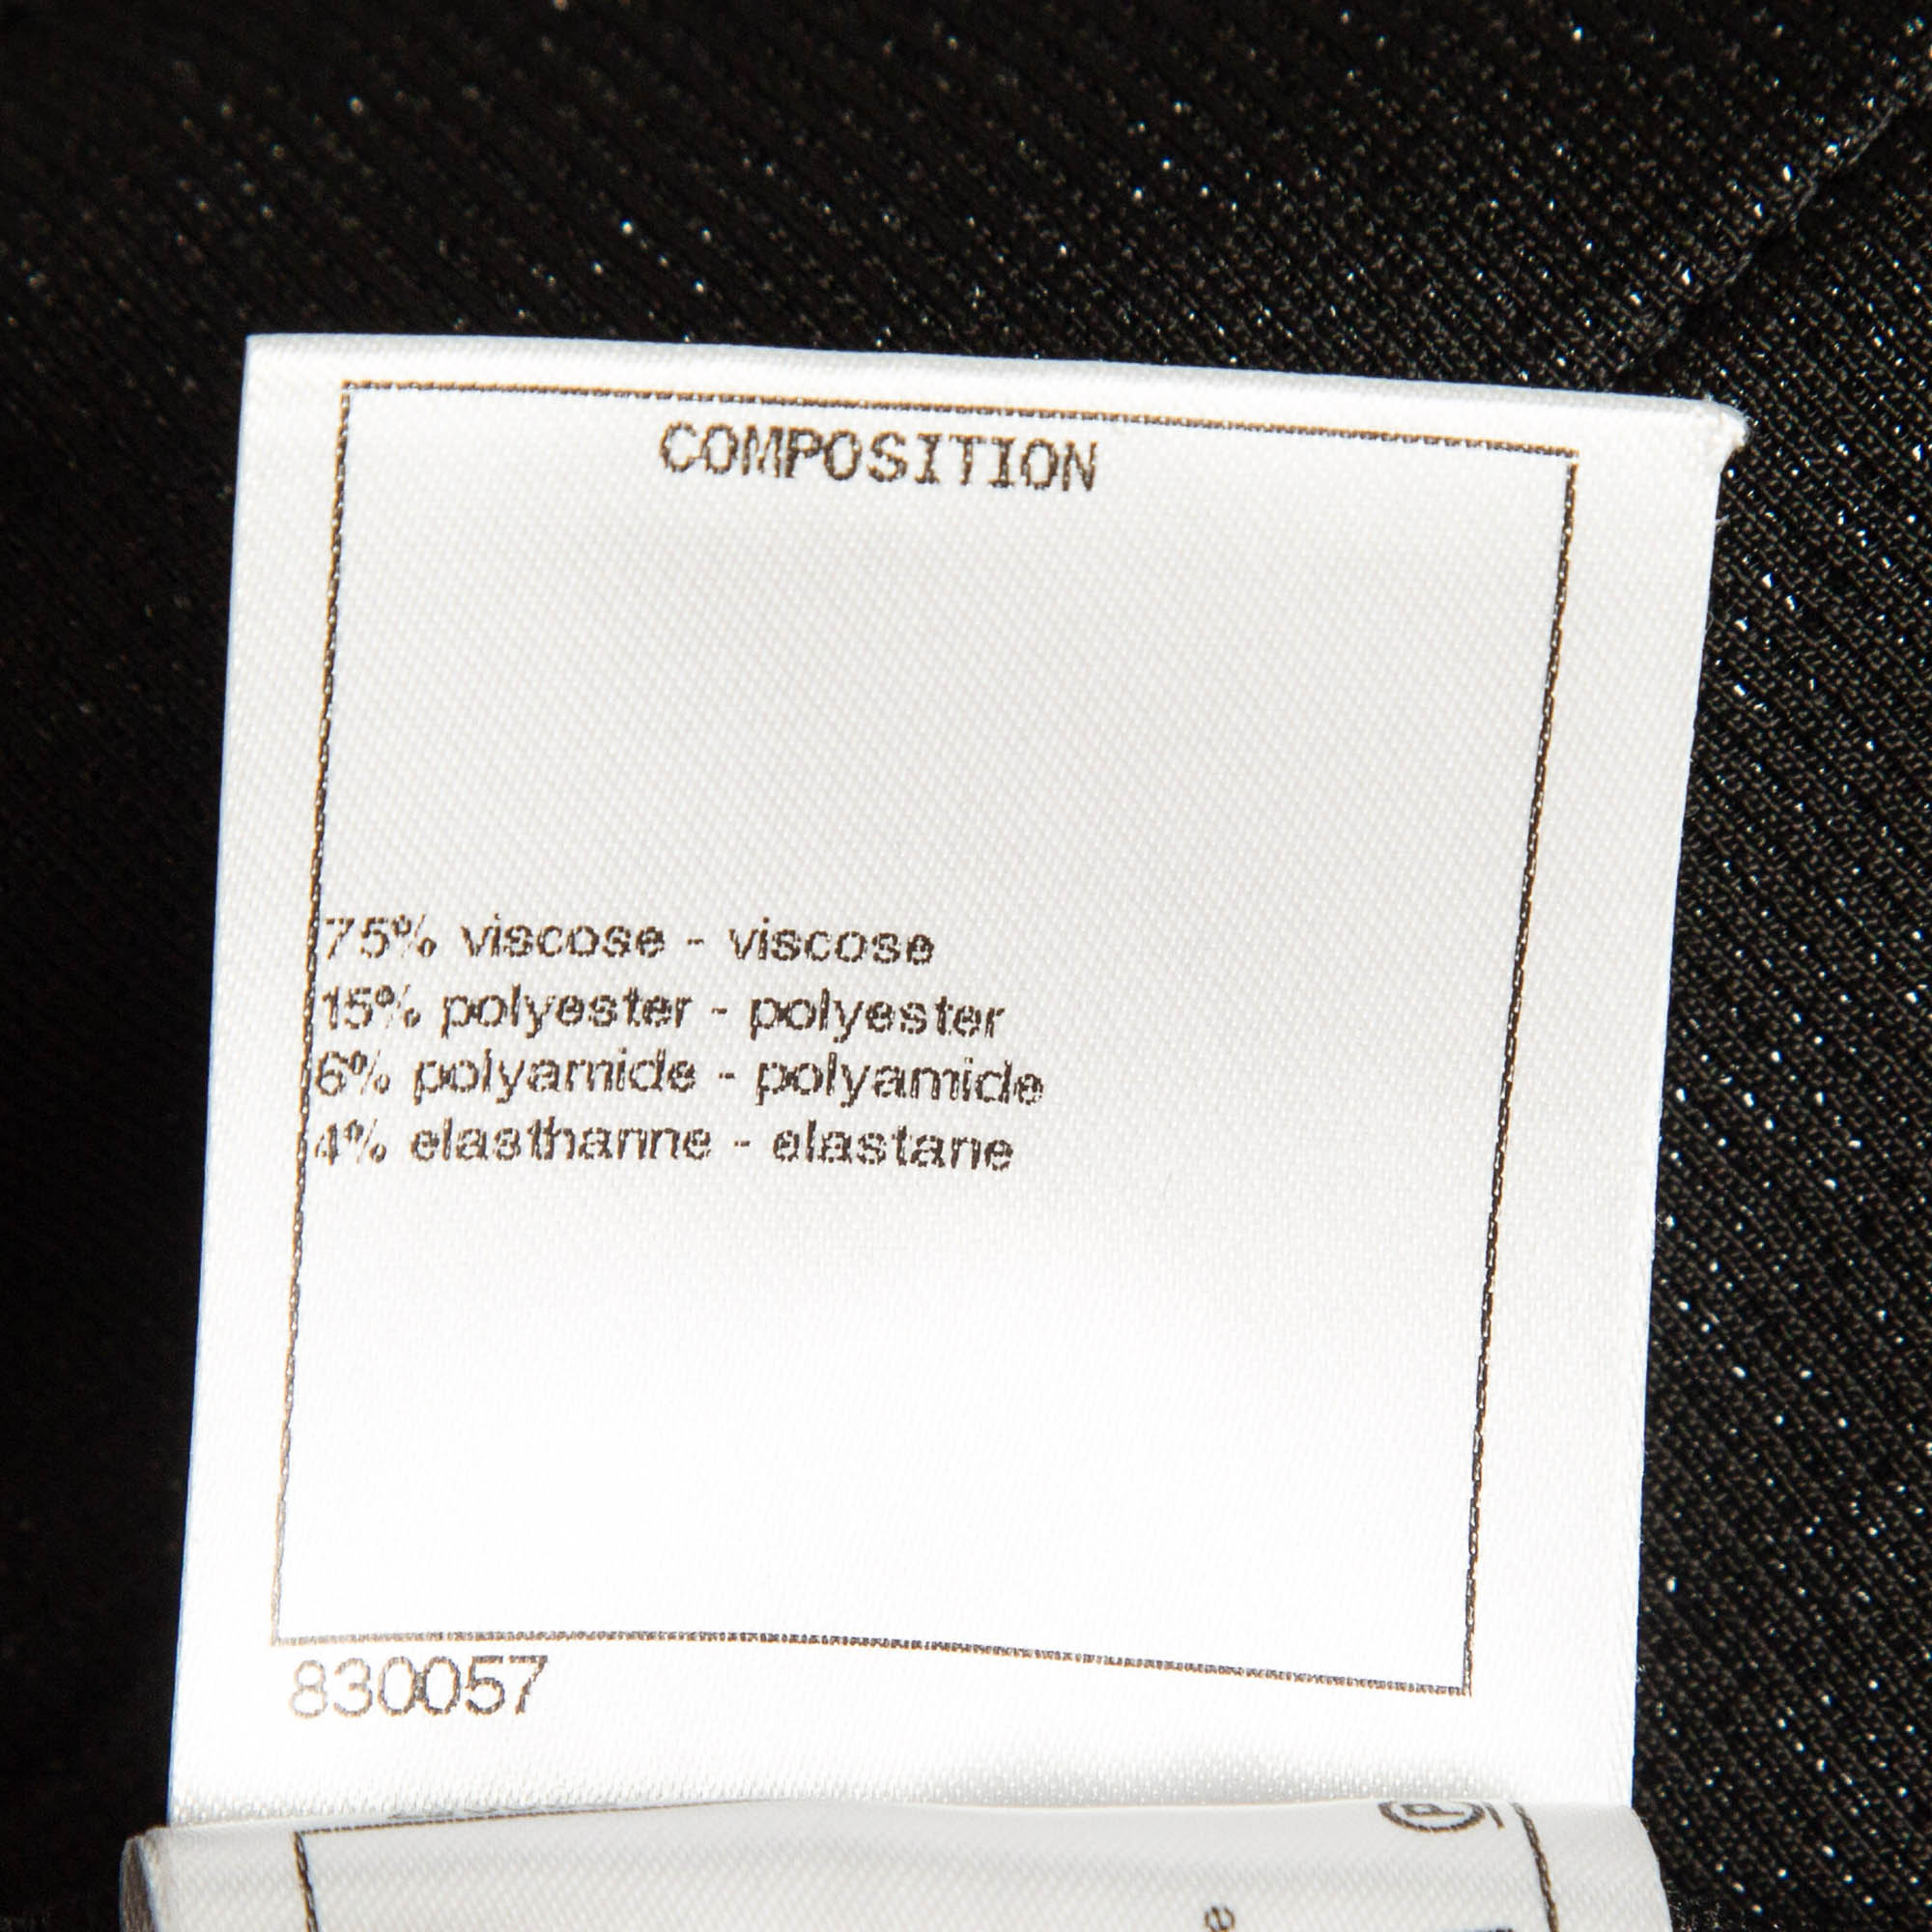 COMPOSITION
75% viscose - viscose
15% polyester - polyester
6% polyamide - polyamide
4% elasthanne - elastane
830057
P
e